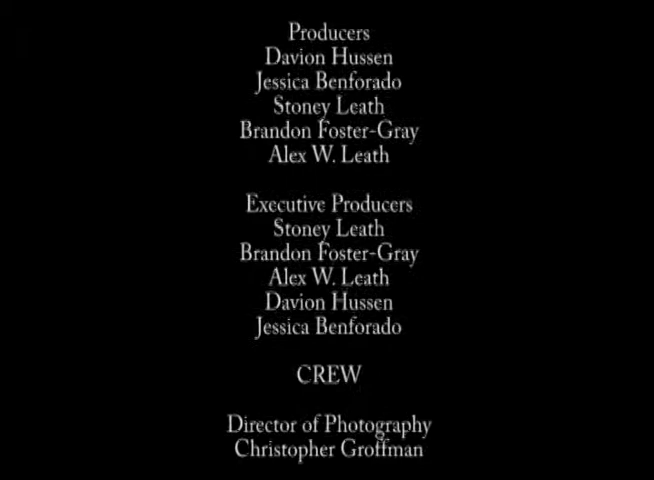 Producers
Davion Hussen
Jessica Benforado
Stoney Leath
Brandon Foster-Gray
Alex W. Leath
Executive Producers
Stoney Leath
Brandon Foster-Gray
Alex W. Leath
Davion Hussen
Jessica Benforado
CREW
Director of Photography
Christopher Groffman